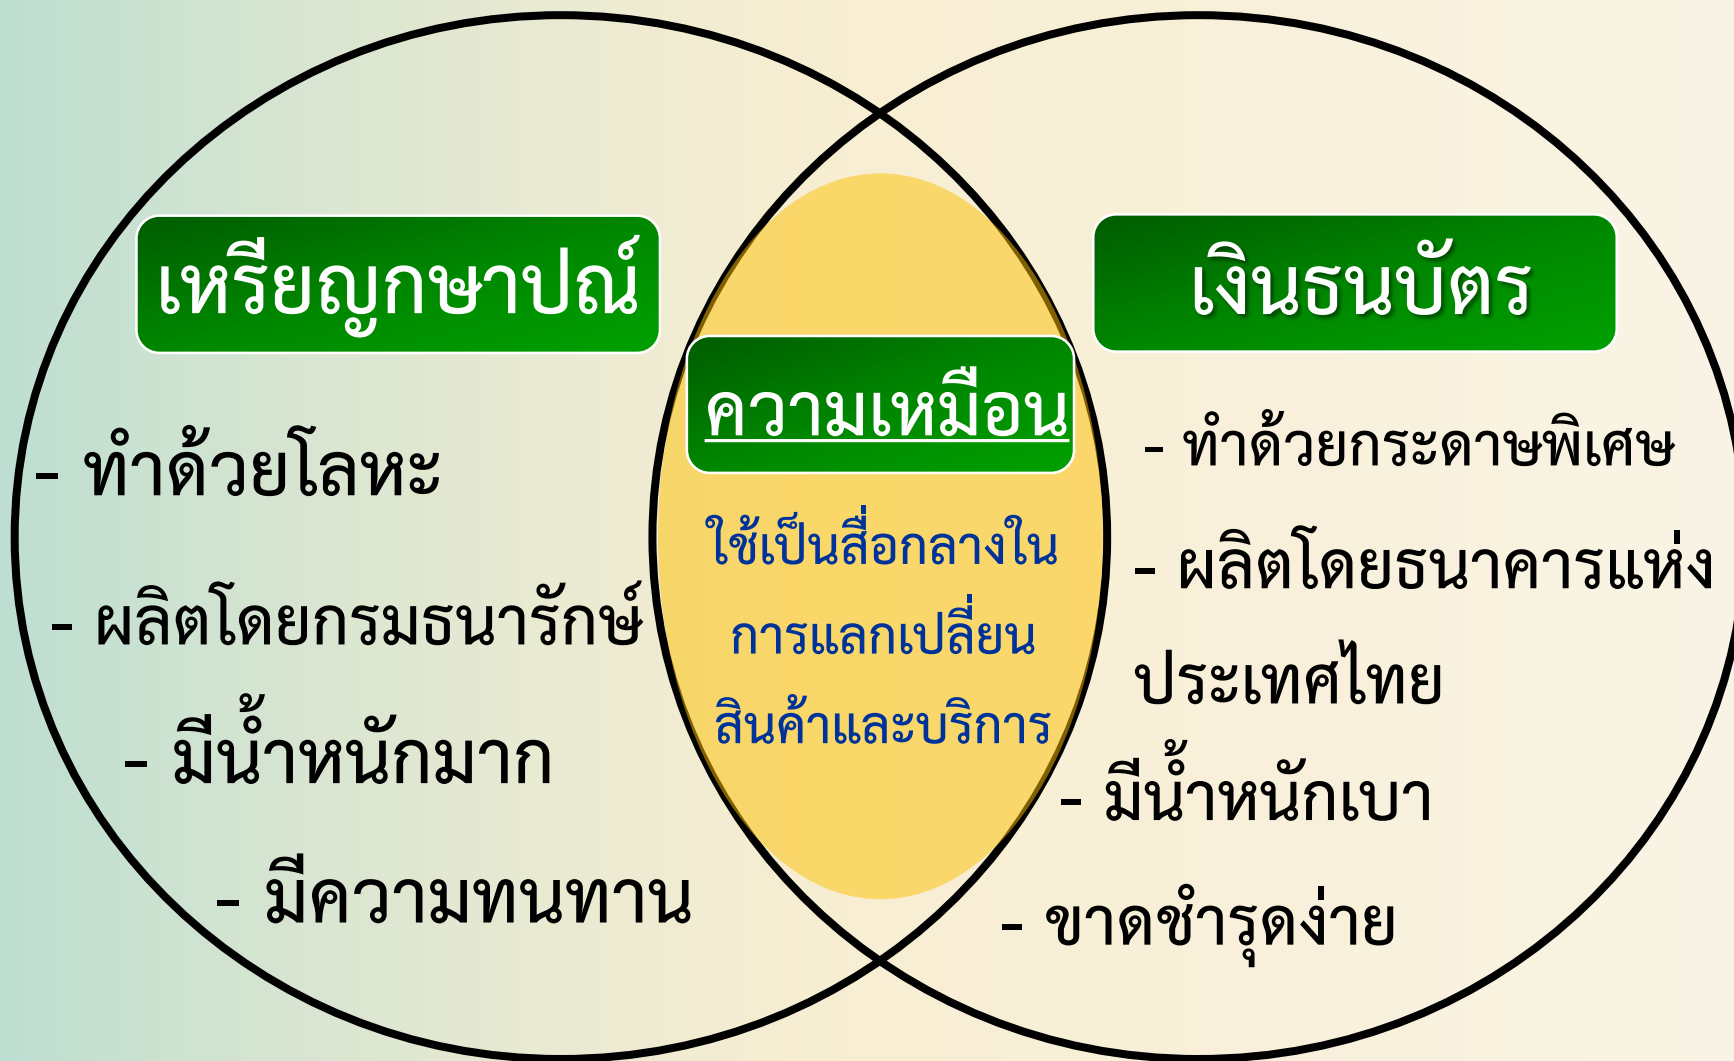 เหรียญกษาปณ์
- ทำด้วยโลหะ
- ผลิตโดยกรมธนารักษ์
- มีน้ำหนักมาก
- มีความทนทาน
ความเหมือน
ใช้เป็นสื่อกลางใน
การแลกเปลี่ยน
สินค้าและบริการ
เงินธนบัตร
- ทำด้วยกระดาษพิเศษ
- ผลิตโดยธนาคารแห่ง
ประเทศไทย
- มีน้ำหนักเบา
- ขาดชำรุดง่าย